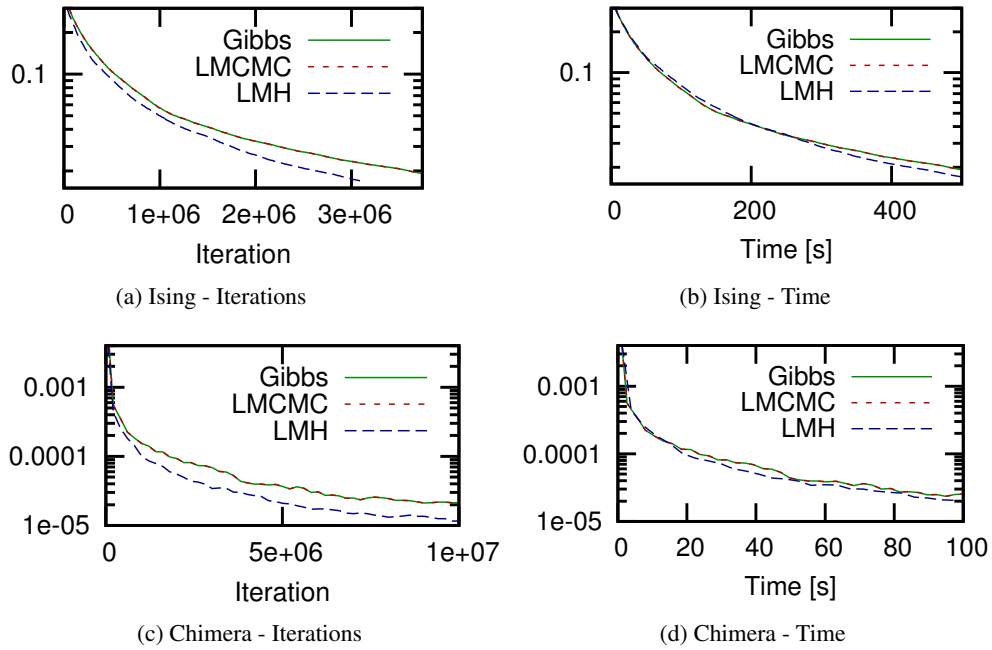 Gibbs
LMCMC
LMH
0.1
0 1e+06 2e+06 3e+06
Iteration
(a) Ising - Iterations
Gibbs
LMCMC
LMH
0.1
0 200 400
Time [s]
(b) Ising - Time
Gibbs
LMCMC
LMH
0.001
0.0001
1e-05
0 5e+06 1e+07
Iteration
(c) Chimera - Iterations
Gibbs
LMCMC
LMH
0.001
0.0001
1e-05
0 20 40 60 80 100
Time [s]
(d) Chimera - Time